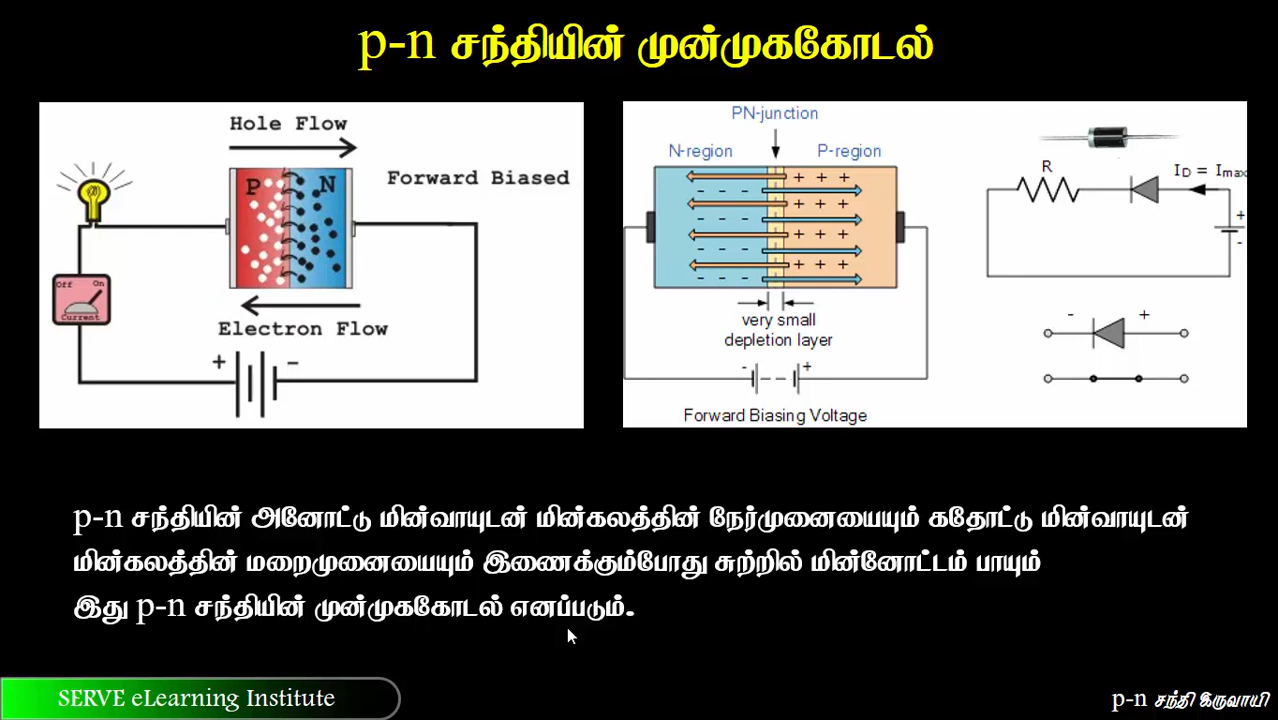 p-n சந்தியின் முன்முககோடல்
Hole Flow
P
N
Forward Biased
Off
On
Current
Electron Flow
+
-
PN-junction
N-region
P-region
+ + +
- - -
+ + +
- - -
+ + +
- - -
+ + +
- - -
very small
depletion layer
-
+
Forward Biasing Voltage
R
ID = Imax
+
-
-
+
p-n சந்தியின் அனோட்டு மின்வாயுடன் மின்கலத்தின் நேர்முனையையும் கதோட்டு மின்வாயுடன்
மின்கலத்தின் மறைமுனையையும் இணைக்கும்போது சுற்றில் மின்னோட்டம் பாயும்
இது p-n சந்தியின் முன்முககோடல் எனப்படும்.
SERVE eLearning Institute
p-n சந்தி இருவாயி